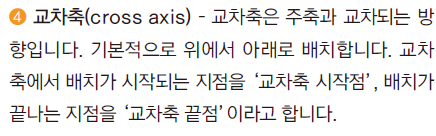 ④ 교차축(cross axis) - 교차축은 주축과 교차되는 방
향입니다. 기본적으로 위에서 아래로 배치합니다. 교차
축에서 배치가 시작되는 지점을 ‘교차축 시작점’, 배치가
끝나는 지점을 ‘교차축 끝점’이라고 합니다.